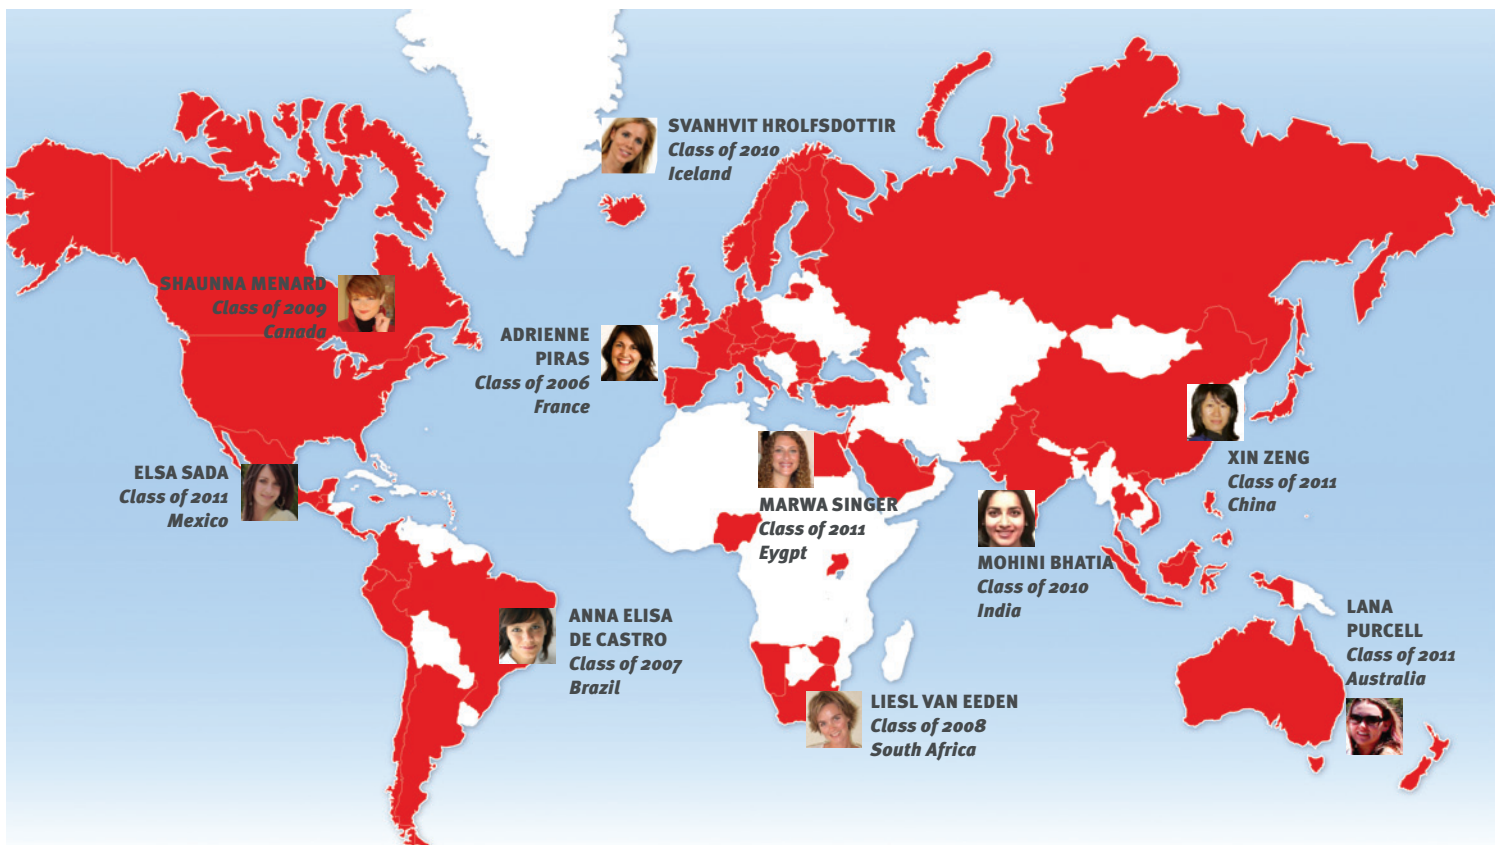 SVANHVIT HROLFSDOTTIR
Class of 2010
Iceland
SHAUNNA MENARD
Class of 2009
Canada
ADRIENNE
PIRAS
Class of 2006
France
ELSA SADA
Class of 2011
Mexico
MARWA SINGER
Class of 2011
Eygpt
XIN ZENG
Class of 2011
China
MOHINI BHATIA
Class of 2010
India
ANNA ELISA
DE CASTRO
Class of 2007
Brazil
LANA
PURCELL
Class of 2011
Australia
LIESL VAN EEDEN
Class of 2008
South Africa